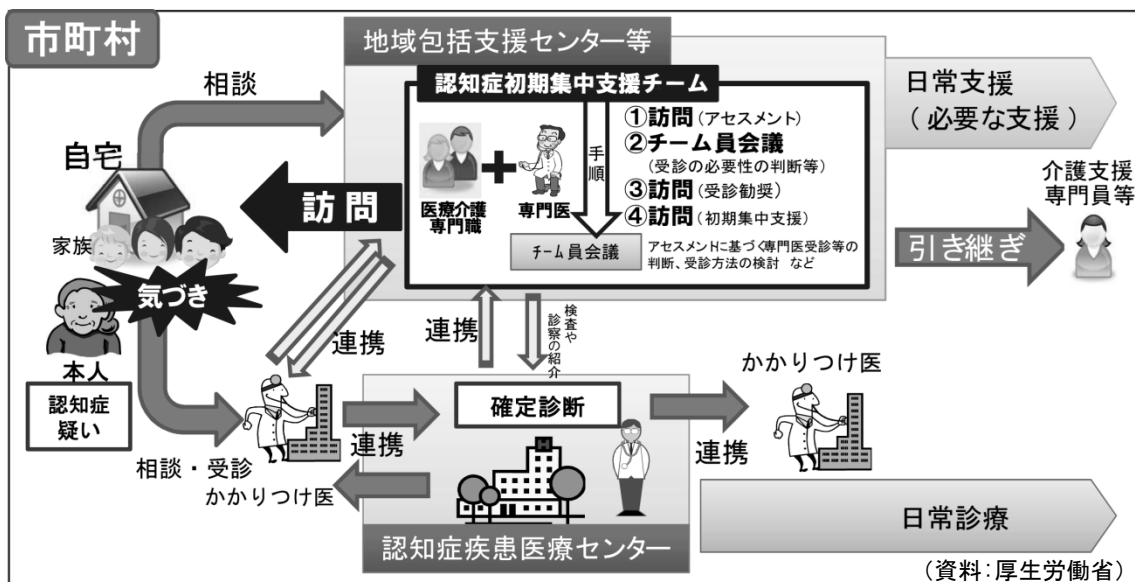 市町村
地域包括支援センター等
認知症初期集中支援チーム
相談
自宅
家族
気づき
本人
認知症
疑い
訪問
医療介護
専門職
専門医
手順
①訪問(アセスメント)
②チーム員会議
(受診の必要性の判断等)
③訪問(受診勧奨)
④訪問(初期集中支援)
チーム員会議
アセスメントに基づく専門医受診等の
判断、受診方法の検討 など
日常支援
(必要な支援)
介護支援
専門員等
引き継ぎ
連携
連携
検査や
診察の紹介
相談・受診
かかりつけ医
連携
確定診断
認知症疾患医療センター
連携
かかりつけ医
日常診療
(資料:厚生労働省)